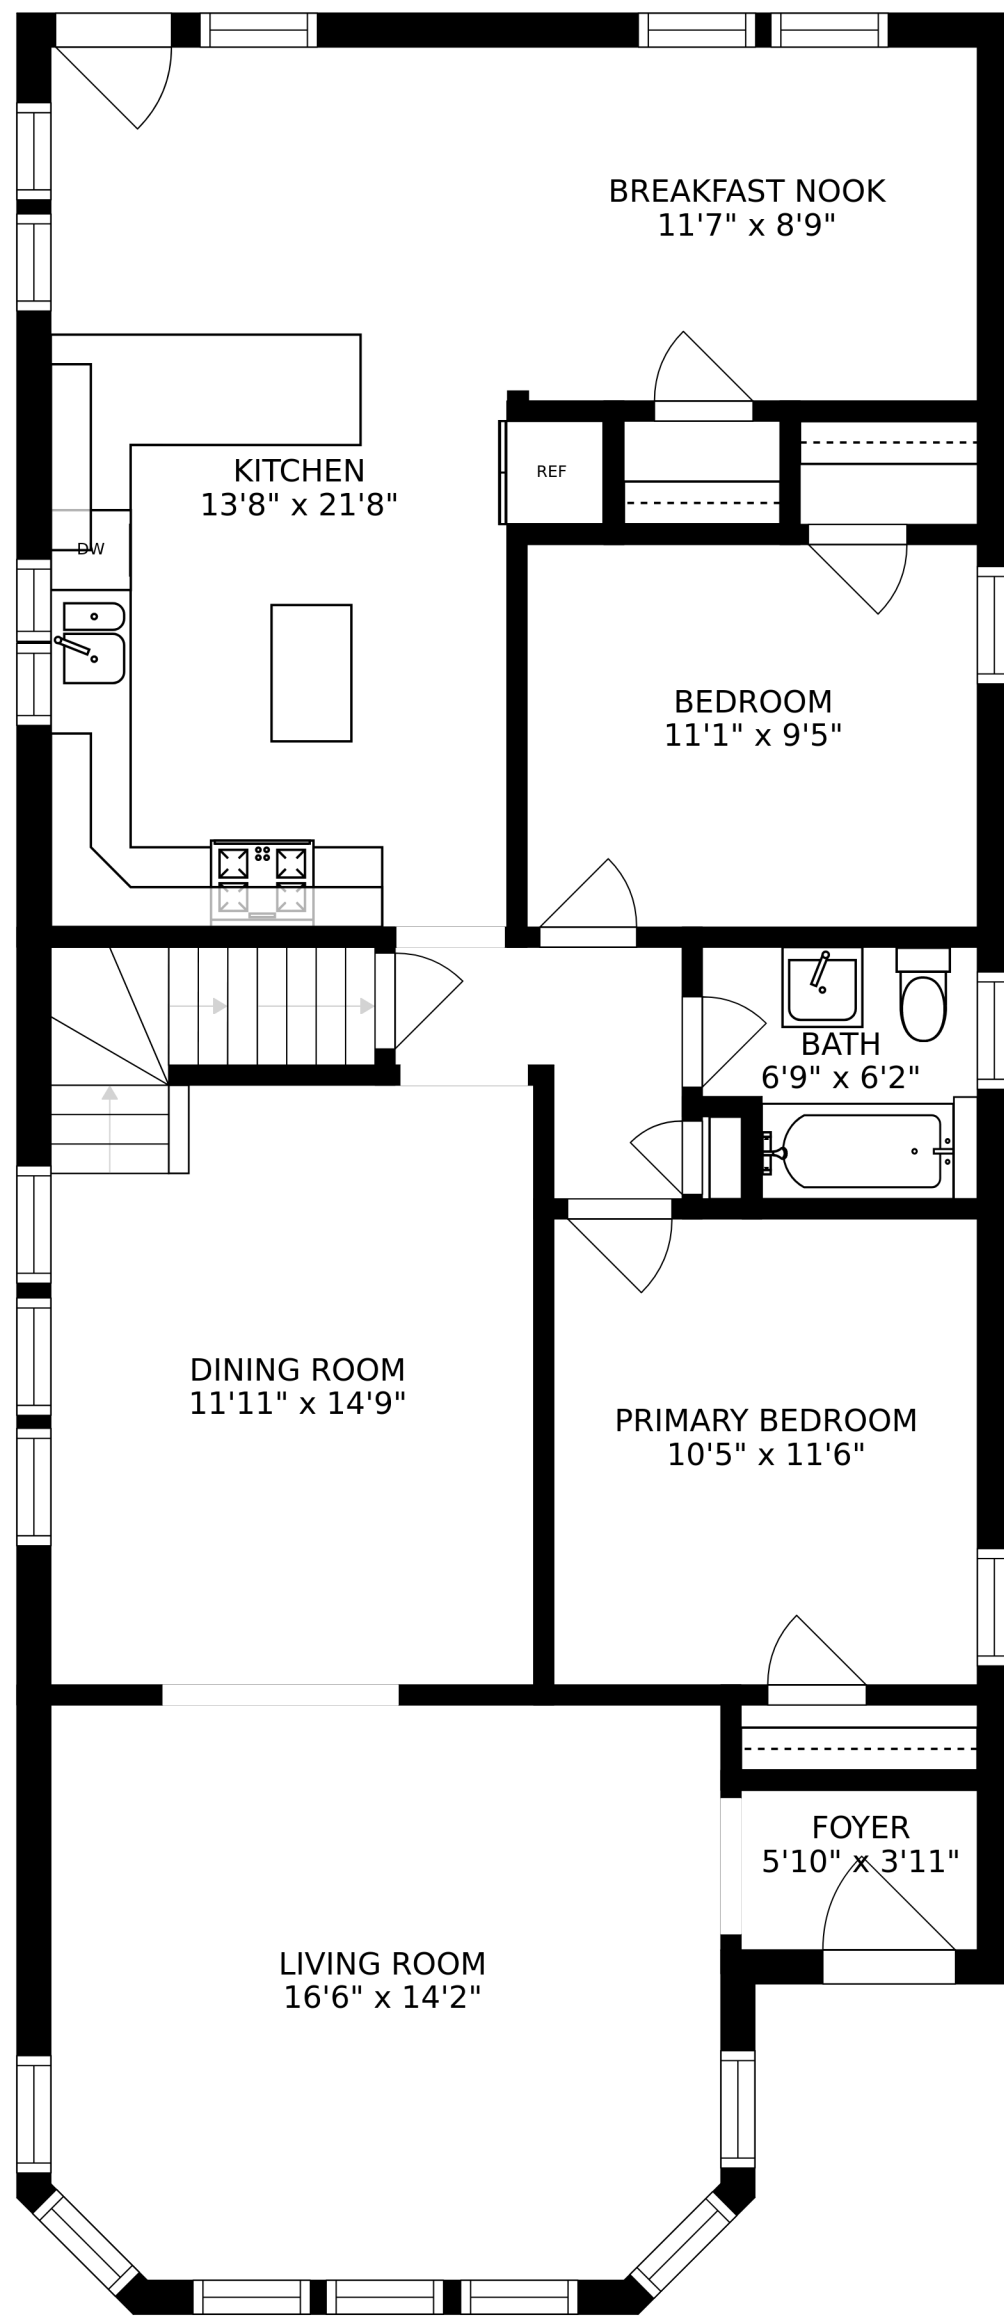 BREAKFAST NOOK
11'7" x 8'9"
KITCHEN
13'8" x 21'8"
REF
DW
BEDROOM
11'1" x 9'5"
BATH
6'9" x 6'2"
DINING ROOM
11'11" x 14'9"
PRIMARY BEDROOM
10'5" x 11'6"
FOYER
5'10" x 3'11"
LIVING ROOM
16'6" x 14'2"